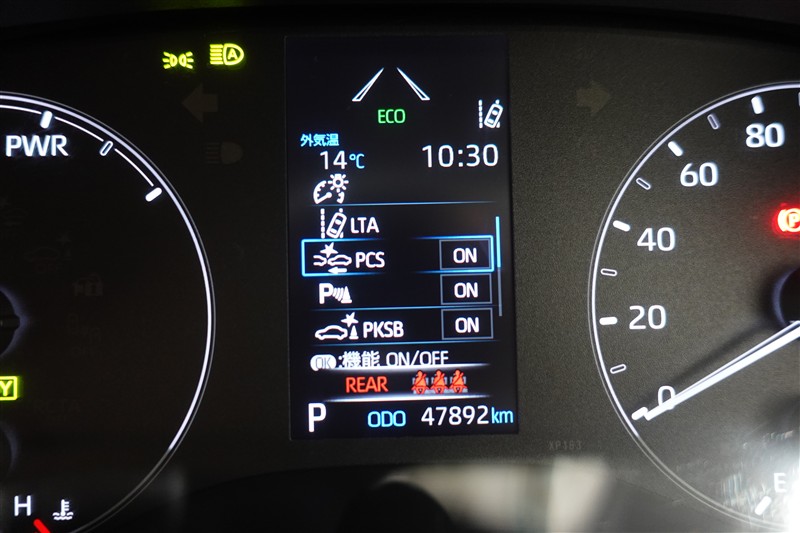 ECO
外気温
14℃ 10:30
PWR
80
60
40
20
0
LTA
PCS ON
P ON
PKSB ON
OK:機能 ON/OFF
REAR
P ODO 47892km
H
E
Y
A
P
XP183